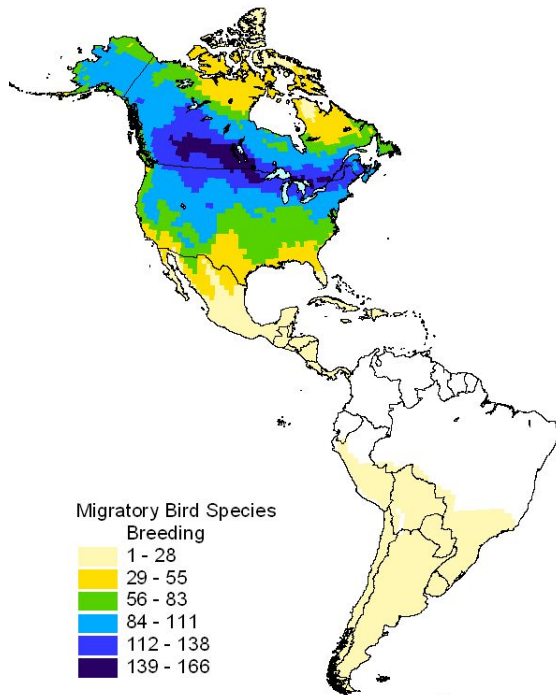 Migratory Bird Species
Breeding
1 - 28
29 - 55
56 - 83
84 - 111
112 - 138
139 - 166